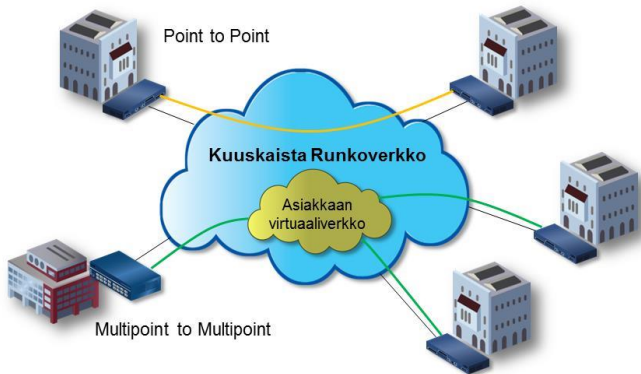 Point to Point
Kuuskaista Runkoverkko
Asiakkaan
virtuaaliverkko
Multipoint to Multipoint